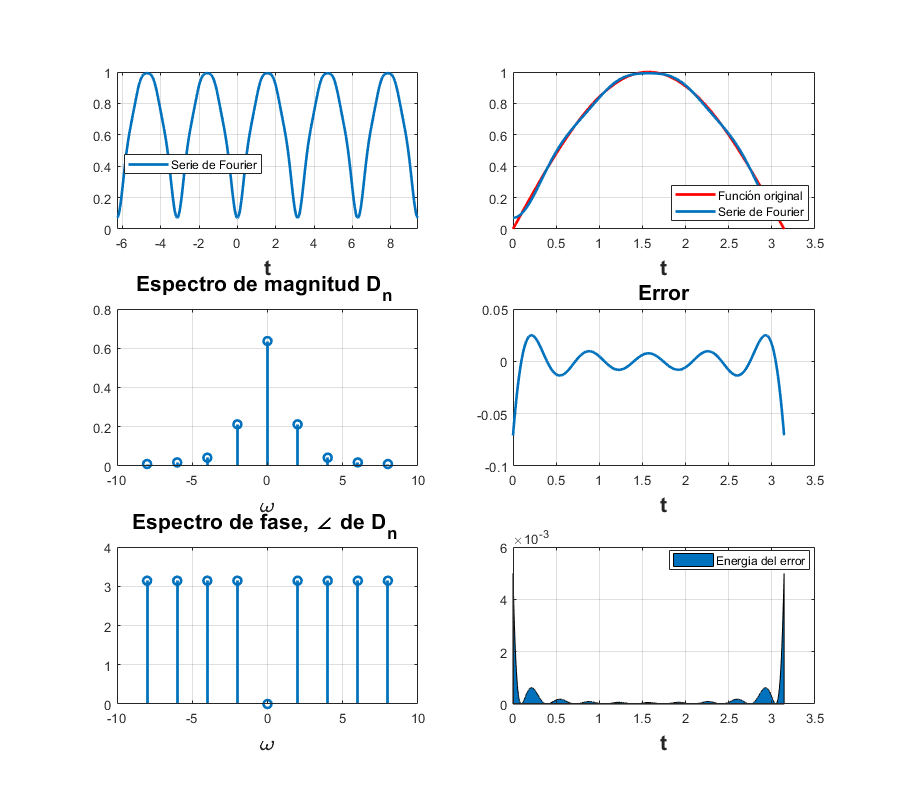 1
0.8
0.6
0.4
0.2
0
Serie de Fourier
-6 -4 -2 0 2 4 6 8
t
1
0.8
0.6
0.4
0.2
0
Función original
Serie de Fourier
0 0.5 1 1.5 2 2.5 3 3.5
t
Espectro de magnitud Dn
0.8
0.6
0.4
0.2
0
-10 -5 0 5 10
ω
Error
0.05
0
-0.05
-0.1
0 0.5 1 1.5 2 2.5 3 3.5
t
Espectro de fase, ∠ de Dn
4
3
2
1
0
-10 -5 0 5 10
ω
×10-3
6
4
2
0
Energia del error
0 0.5 1 1.5 2 2.5 3 3.5
t